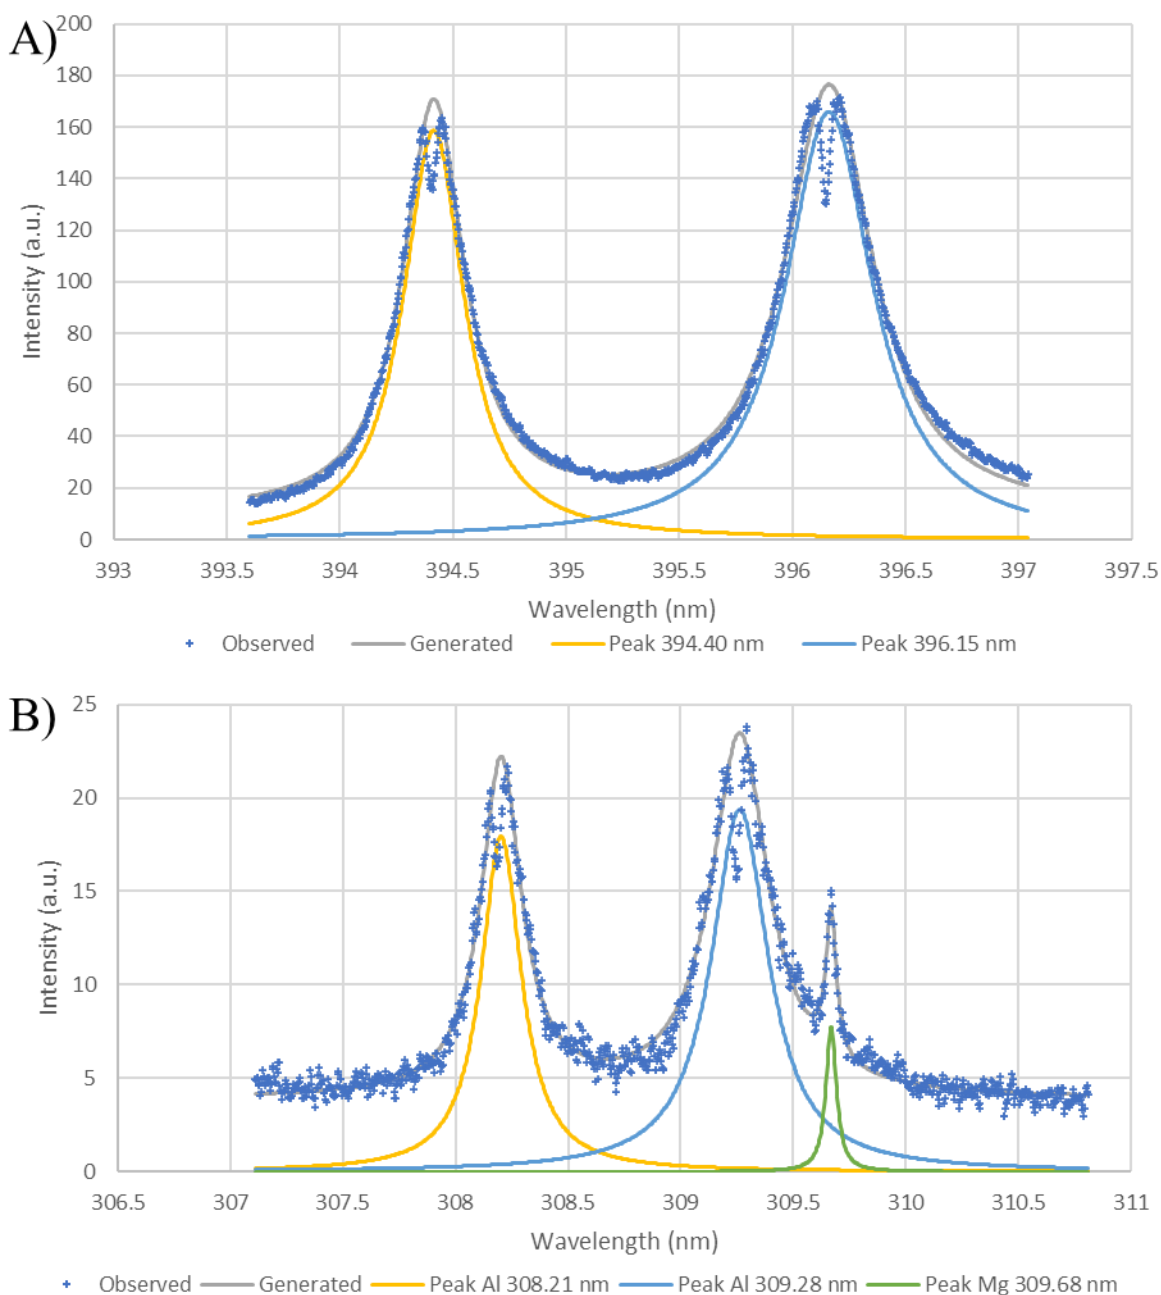 A)
200
180
160
140
120
100
80
60
40
20
0
Intensity (a.u.)
393 393.5 394 394.5 395 395.5 396 396.5 397 397.5
Wavelength (nm)
Observed Generated Peak 394.40 nm Peak 396.15 nm
B)
25
20
15
10
5
0
Intensity (a.u.)
306.5 307 307.5 308 308.5 309 309.5 310 310.5 311
Wavelength (nm)
Observed Generated Peak Al 308.21 nm Peak Al 309.28 nm Peak Mg 309.68 nm